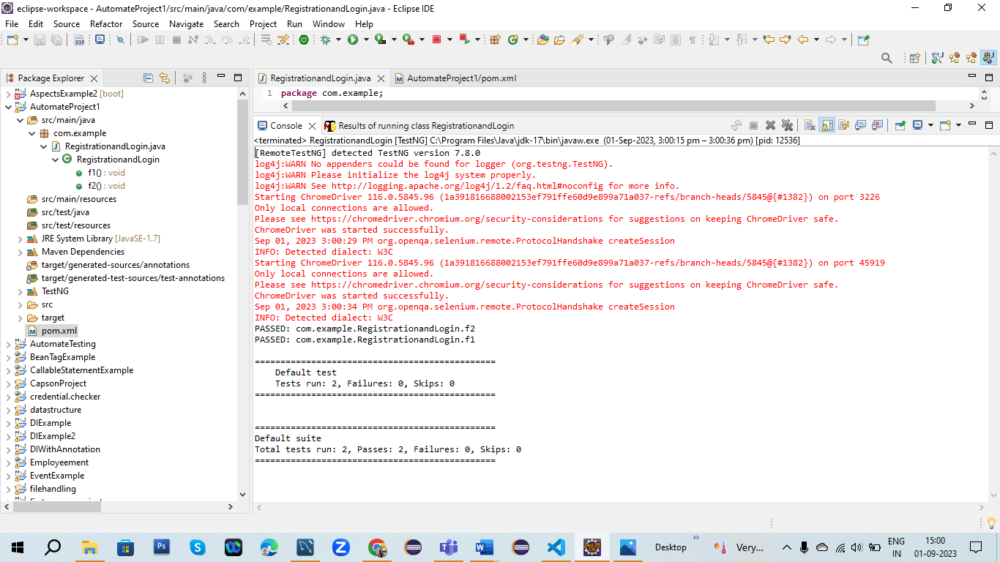 eclipse-workspace - AutomateProject1/src/main/java/com/example/RegistrationandLogin.java - Eclipse IDE
File Edit Source Refactor Source Navigate Search Project Run Window Help
Package Explorer
AspectsExample2 [boot]
AutomateProject1
src/main/java
com.example
RegistrationandLogin.java
RegistrationandLogin
f1() : void
f2() : void
src/main/resources
src/test/java
src/test/resources
JRE System Library [JavaSE-1.7]
Maven Dependencies
target/generated-sources/annotations
target/generated-test-sources/test-annotations
TestNG
src
target
pom.xml
AutomateTesting
BeanTagExample
CallableStatementExample
CapsonProject
credential.checker
datastructure
DIExample
DIExample2
DIWithAnnotation
Employeement
EventExample
filehandling
RegistrationandLogin.java AutomateProject1/pom.xml
1 package com.example;
Console Results of running class RegistrationandLogin
<terminated> RegistrationandLogin [TestNG] C:\Program Files\Java\jdk-17\bin\javaw.exe (01-Sep-2023, 3:00:15 pm – 3:00:36 pm) [pid: 12536]
[RemoteTestNG] detected TestNG version 7.8.0
log4j:WARN No appenders could be found for logger (org.testng.TestNG).
log4j:WARN Please initialize the log4j system properly.
log4j:WARN See http://logging.apache.org/log4j/1.2/faq.html#noconfig for more info.
Starting ChromeDriver 116.0.5845.96 (1a391816688002153ef791ffe60d9e899a71a037-refs/branch-heads/5845@{#1382}) on port 3226
Only local connections are allowed.
Please see https://chromedriver.chromium.org/security-considerations for suggestions on keeping ChromeDriver safe.
ChromeDriver was started successfully.
Sep 01, 2023 3:00:29 PM org.openqa.selenium.remote.ProtocolHandshake createSession
INFO: Detected dialect: W3C
Starting ChromeDriver 116.0.5845.96 (1a391816688002153ef791ffe60d9e899a71a037-refs/branch-heads/5845@{#1382}) on port 45919
Only local connections are allowed.
Please see https://chromedriver.chromium.org/security-considerations for suggestions on keeping ChromeDriver safe.
ChromeDriver was started successfully.
Sep 01, 2023 3:00:34 PM org.openqa.selenium.remote.ProtocolHandshake createSession
INFO: Detected dialect: W3C
PASSED: com.example.RegistrationandLogin.f2
PASSED: com.example.RegistrationandLogin.f1
===============================================
Default test
Tests run: 2, Failures: 0, Skips: 0
===============================================
===============================================
Default suite
Total tests run: 2, Passes: 2, Failures: 0, Skips: 0
===============================================
Desktop
Very...
ENG
IN
15:00
01-09-2023